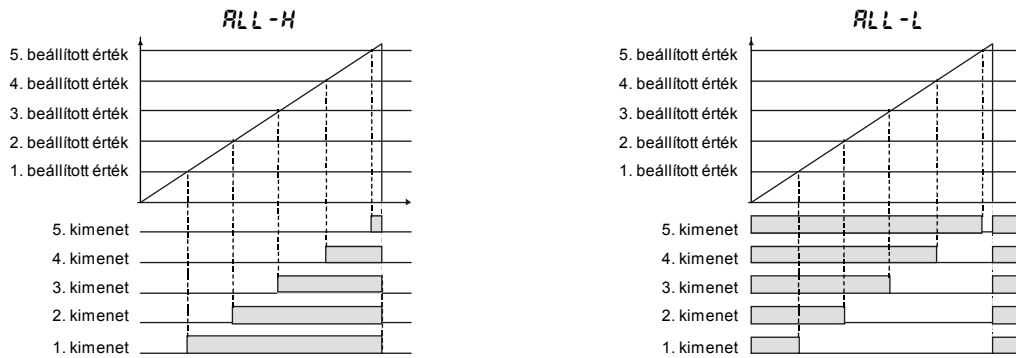 ALL-H
5. beállított érték
4. beállított érték
3. beállított érték
2. beállított érték
1. beállított érték
5. kimenet
4. kimenet
3. kimenet
2. kimenet
1. kimenet
ALL-L
5. beállított érték
4. beállított érték
3. beállított érték
2. beállított érték
1. beállított érték
5. kimenet
4. kimenet
3. kimenet
2. kimenet
1. kimenet